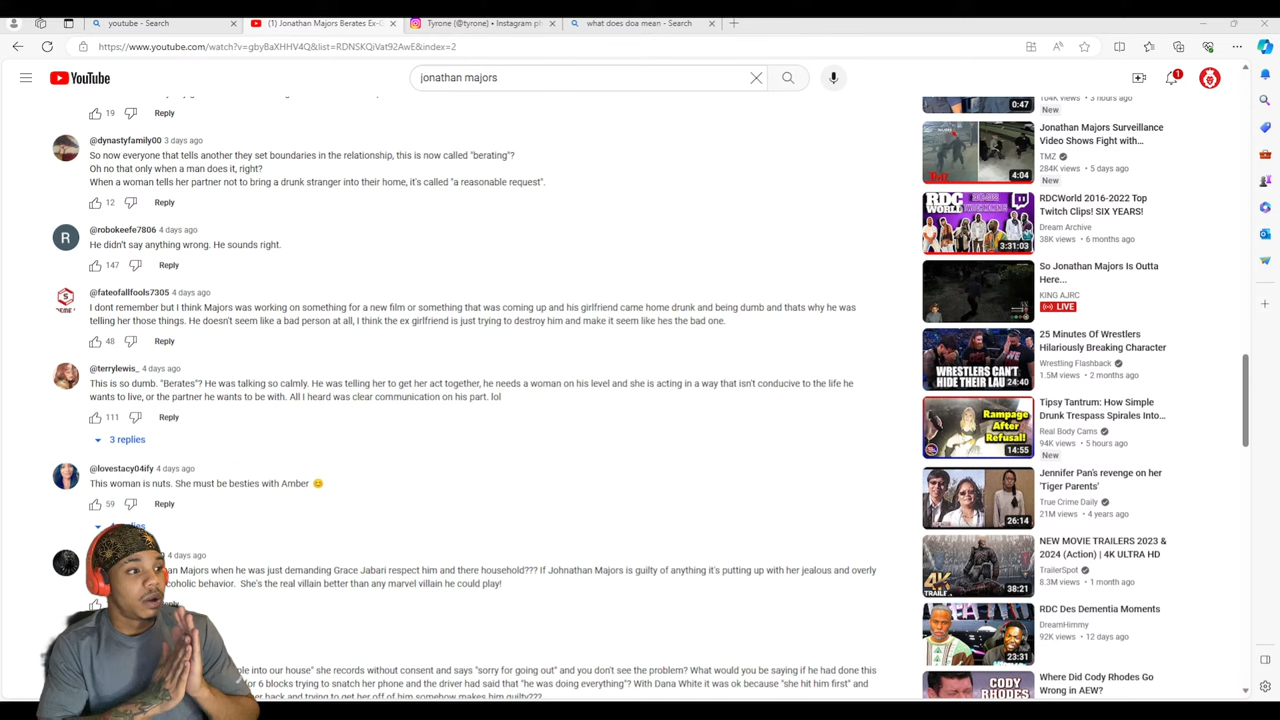 youtube - Search
(1) Jonathan Majors Berates Ex-G
Tyrone (@tyrone) • Instagram ph
what does doa mean - Search
https://www.youtube.com/watch?v=gbyBaXHHV4Q&list=RDNSKQiVat92AwE&index=2
YouTube
jonathan majors
1
19
Reply
@dynastyfamily00 3 days ago
So now everyone that tells another they set boundaries in the relationship, this is now called "berating"?
Oh no that only when a man does it, right?
When a woman tells her partner not to bring a drunk stranger into their home, it's called "a reasonable request".
12
Reply
R
@robokeefe7806 4 days ago
He didn't say anything wrong. He sounds right.
147
Reply
@fateofallfools7305 4 days ago
I dont remember but I think Majors was working on something for a new film or something that was coming up and his girlfriend came home drunk and being dumb and thats why he was
telling her those things. He doesn't seem like a bad person at all, I think the ex girlfriend is just trying to destroy him and make it seem like hes the bad one.
48
Reply
@terrylewis_ 4 days ago
This is so dumb. "Berates"? He was talking so calmly. He was telling her to get her act together, he needs a woman on his level and she is acting in a way that isn't conducive to the life he
wants to live, or the partner he wants to be with. All I heard was clear communication on his part. lol
111
Reply
3 replies
@lovestacy04ify 4 days ago
This woman is nuts. She must be besties with Amber 😊
59
Reply
4 days ago
an Majors when he was just demanding Grace Jabari respect him and there household??? If Johnathan Majors is guilty of anything it's putting up with her jealous and overly
coholic behavior. She's the real villain better than any marvel villain he could play!
ple into our house" she records without consent and says "sorry for going out" and you don't see the problem? What would you be saying if he had done this
for 6 blocks trying to snatch her phone and the driver had said that "he was doing everything"? With Dana White it was ok because "she hit him first" and
her back and trying to get her off of him somehow makes him guilty???
0:47
104K views • 3 hours ago
New
TMZ
4:04
Jonathan Majors Surveillance
Video Shows Fight with...
TMZ
284K views • 5 days ago
New
RDC
WORLD
3:31:03
RDCWorld 2016-2022 Top
Twitch Clips! SIX YEARS!
Dream Archive
38K views • 6 months ago
So Jonathan Majors Is Outta
Here...
KING AJRC
LIVE
WRESTLERS CAN'T
HIDE THEIR LAU
24:40
25 Minutes Of Wrestlers
Hilariously Breaking Character
Wrestling Flashback
1.5M views • 2 months ago
Rampage
After
Refusal!
14:55
Tipsy Tantrum: How Simple
Drunk Trespass Spirales Into...
Real Body Cams
94K views • 5 hours ago
New
26:14
Jennifer Pan's revenge on her
'Tiger Parents'
True Crime Daily
21M views • 4 years ago
4K
TRAILE
38:21
NEW MOVIE TRAILERS 2023 &
2024 (Action) | 4K ULTRA HD
TrailerSpot
8.3M views • 1 month ago
23:31
RDC Des Dementia Moments
DreamHimmy
92K views • 12 days ago
CODY
RHODES
Where Did Cody Rhodes Go
Wrong in AEW?